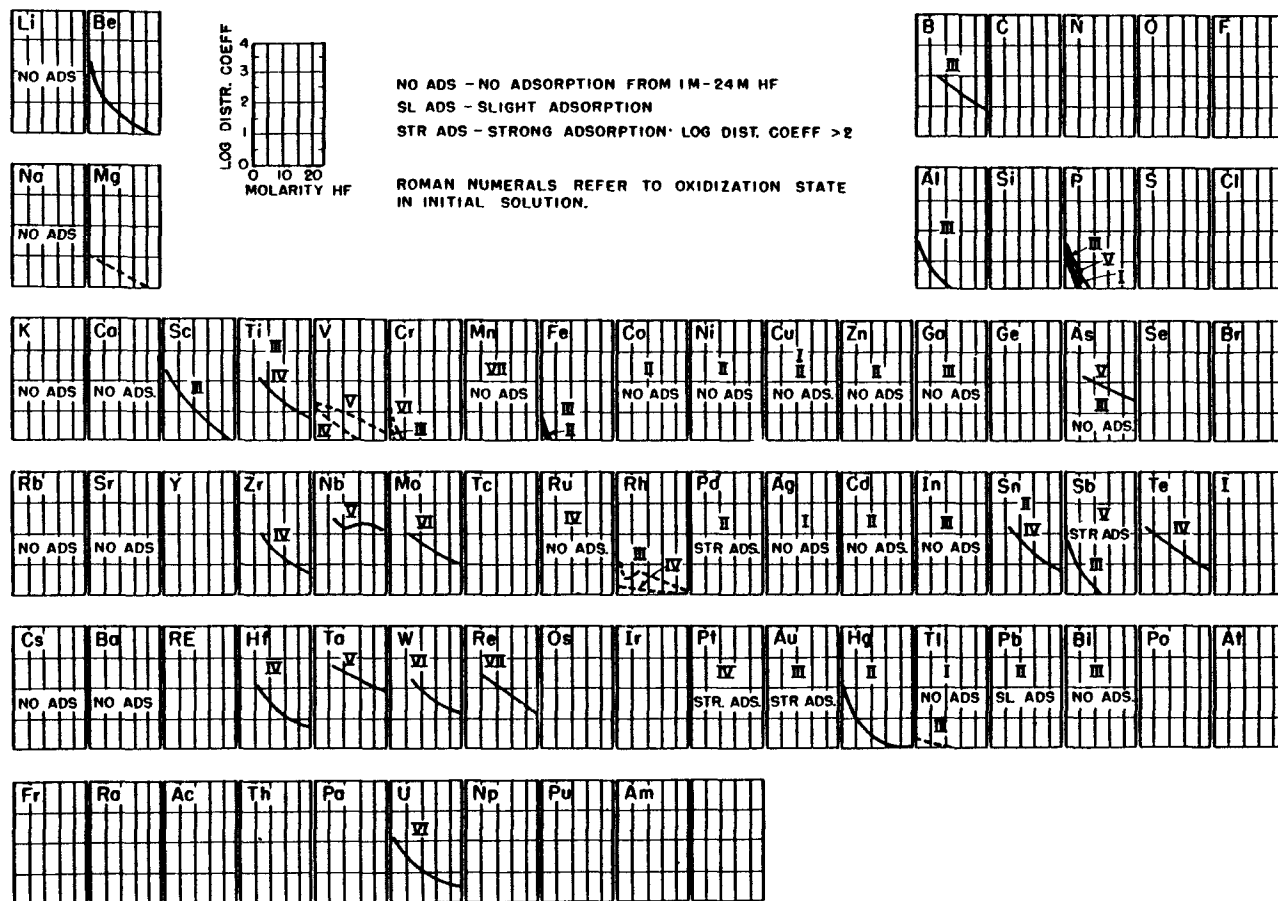 Li Be B C N O F
III
NO ADS
LOG DISTR. COEFF
4
3
2
1
0
0 10 20
MOLARITY HF
NO ADS - NO ADSORPTION FROM 1M-24M HF
SL ADS - SLIGHT ADSORPTION
STR ADS - STRONG ADSORPTION· LOG DIST. COEFF >2
ROMAN NUMERALS REFER TO OXIDIZATION STATE
IN INITIAL SOLUTION.
Na Mg Al Si P S Cl
NO ADS III III V I
K Ca Sc Ti V Cr Mn Fe Co Ni Cu Zn Ga Ge As Se Br
NO ADS NO ADS. III III IV V IV VI III VII NO ADS III II II NO ADS II NO ADS I II NO ADS II NO ADS III NO ADS V III NO ADS.
Rb Sr Y Zr Nb Mo Tc Ru Rh Pd Ag Cd In Sn Sb Te I
NO ADS NO ADS IV V VI IV NO ADS. III IV II STR ADS. I NO ADS II NO ADS. III NO ADS II IV V STR ADS III IV
Cs Ba RE Hf Ta W Re Os Ir Pt Au Hg Tl Pb Bi Po At
NO ADS NO ADS. IV V VI VII IV STR. ADS. III STR ADS. II I NO ADS III II SL ADS III NO ADS.
Fr Ra Ac Th Pa U Np Pu Am
VI